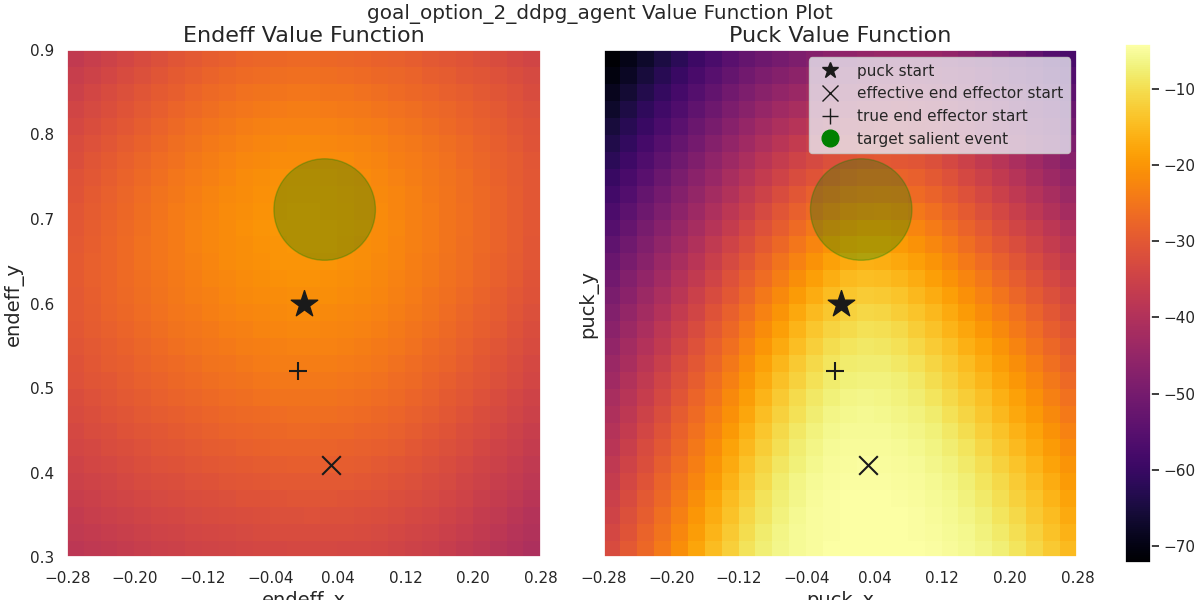 goal_option_2_ddpg_agent Value Function Plot
Endeff Value Function
Puck Value Function
0.9
0.8
0.7
0.6
0.5
0.4
0.3
endeff_y
−0.28 −0.20 −0.12 −0.04 0.04 0.12 0.20 0.28
endeff_x
puck_y
puck start
effective end effector start
true end effector start
target salient event
−0.28 −0.20 −0.12 −0.04 0.04 0.12 0.20 0.28
puck_x
−10
−20
−30
−40
−50
−60
−70